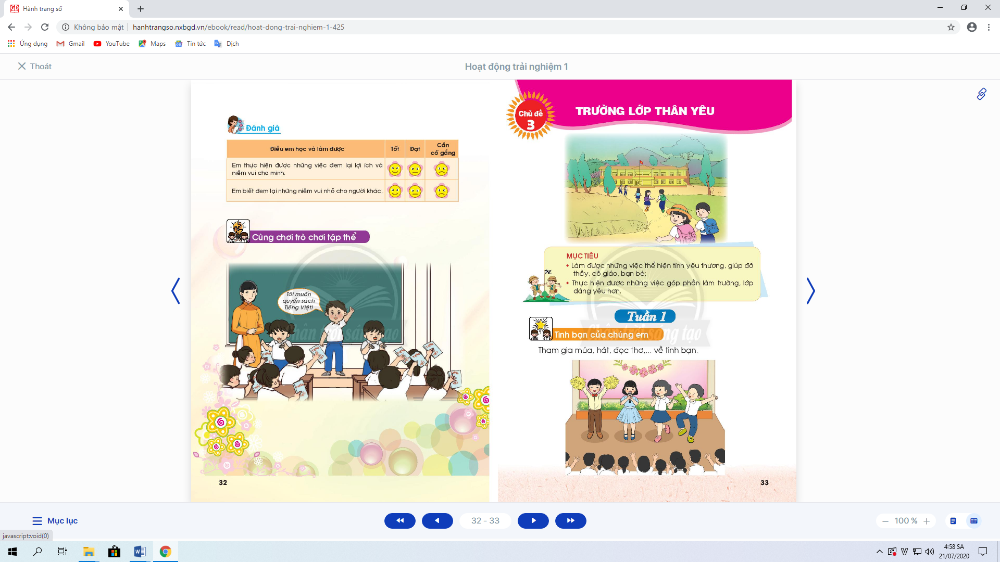 Hành trang số
Không bảo mật
hanhtrangso.nxbgd.vn/ebook/read/hoat-dong-trai-nghiem-1-425
Ứng dụng
Gmail
YouTube
Maps
Tin tức
Dịch
Thoát
Hoạt động trải nghiệm 1
Đánh giá
Điều em học và làm được
Tốt
Đạt
Cần
cố gắng
Em thực hiện được những việc đem lại lợi ích và
niềm vui cho mình.
Em biết đem lại những niềm vui nhỏ cho người khác.
Cùng chơi trò chơi tập thể
Tôi muốn
quyển sách
Tiếng Việt!
Chân trời sáng tạo
32
Chủ đề
3
TRƯỜNG LỚP THÂN YÊU
MỤC TIÊU
• Làm được những việc thể hiện tình yêu thương, giúp đỡ
thầy, cô giáo, bạn bè;
• Thực hiện được những việc góp phần làm trường, lớp
đáng yêu hơn.
Tuần 1
Tình bạn của chúng em
Chân trời sáng tạo
Tham gia múa, hát, đọc thơ,... về tình bạn.
33
Mục lục
32 - 33
100 %
javascript:void(0)
4:58 SA
21/07/2020